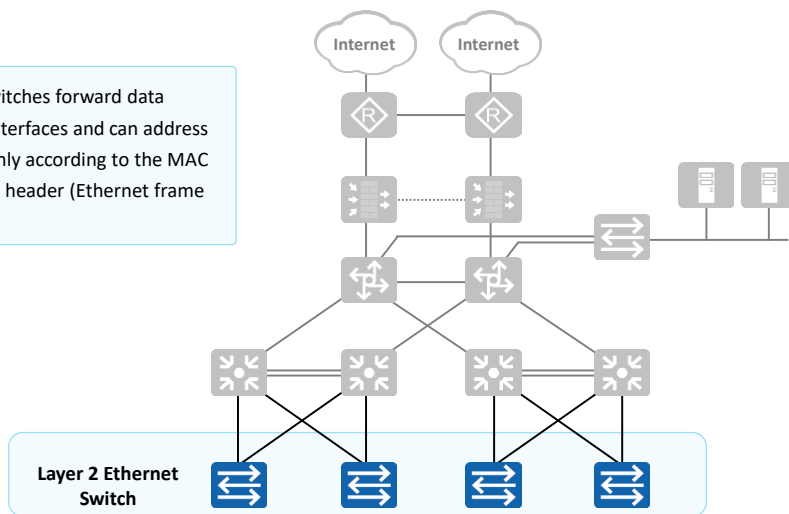 Internet
Internet
itches forward data
terfaces and can address
nly according to the MAC
header (Ethernet frame
R
R
Layer 2 Ethernet
Switch